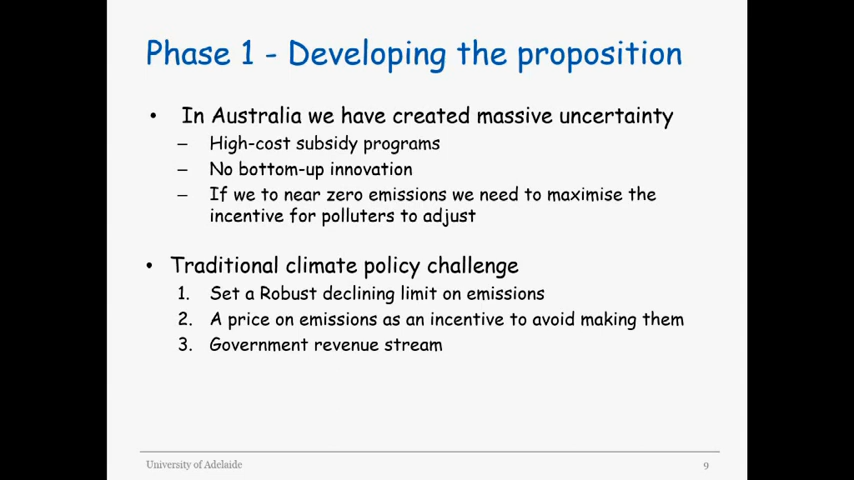 Phase 1 - Developing the proposition
• In Australia we have created massive uncertainty
– High-cost subsidy programs
– No bottom-up innovation
– If we to near zero emissions we need to maximise the
incentive for polluters to adjust
• Traditional climate policy challenge
1. Set a Robust declining limit on emissions
2. A price on emissions as an incentive to avoid making them
3. Government revenue stream
University of Adelaide 9